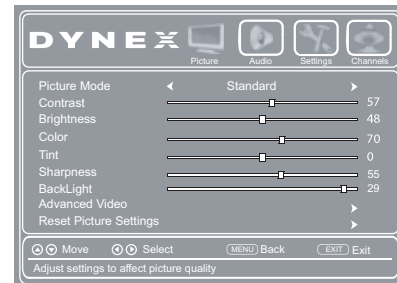 DYNEX
Picture Audio Settings Channels
Picture Mode Standard
Contrast 57
Brightness 48
Color 70
Tint 0
Sharpness 55
BackLight 29
Advanced Video
Reset Picture Settings
Move Select MENU Back EXIT Exit
Adjust settings to affect picture quality